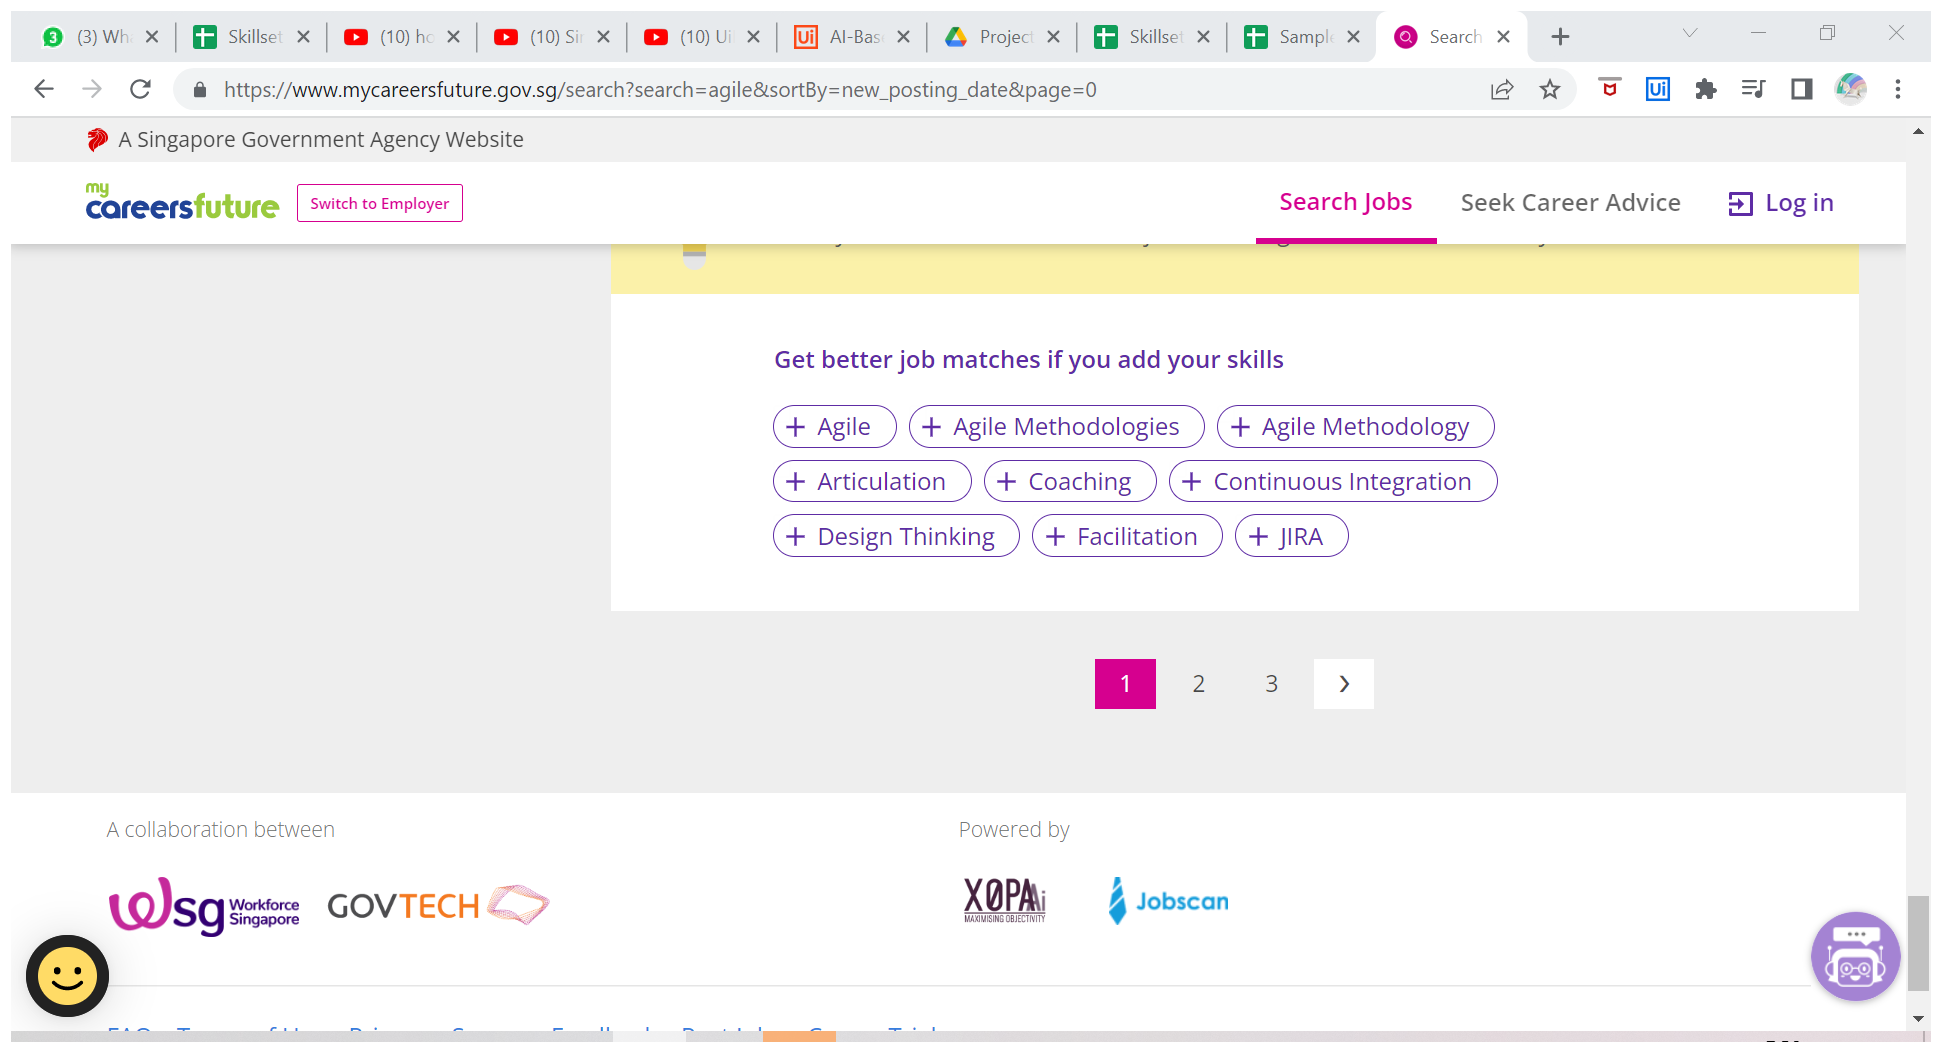 (3) Wh Skillset (10) ho (10) Si (10) Ui AI-Bas Project Skillset Sample Search
https://www.mycareersfuture.gov.sg/search?search=agile&sortBy=new_posting_date&page=0
A Singapore Government Agency Website
my
careersfuture
Switch to Employer
Search Jobs Seek Career Advice Log in
Get better job matches if you add your skills
+ Agile + Agile Methodologies + Agile Methodology
+ Articulation + Coaching + Continuous Integration
+ Design Thinking + Facilitation + JIRA
1 2 3 >
A collaboration between Powered by
wsg Workforce Singapore GOVTECH XØPA Ai MAXIMISING OBJECTIVITY Jobscan